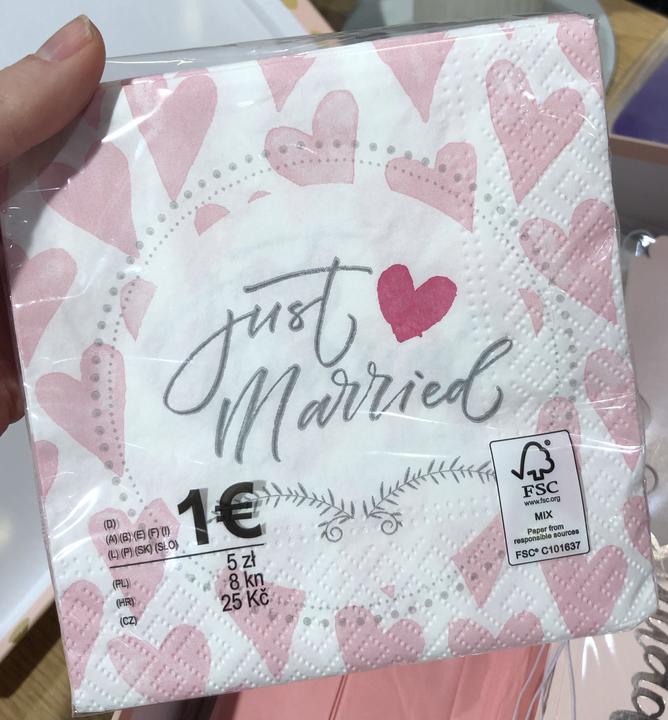 just
Married
(D)
(A) (B) (E) (F) (I)
(L) (P) (SK) (SLO)
1€
(PL) 5 zł
(HR) 8 kn
(CZ) 25 Kč
FSC
www.fsc.org
MIX
Paper from
responsible sources
FSC® C101637